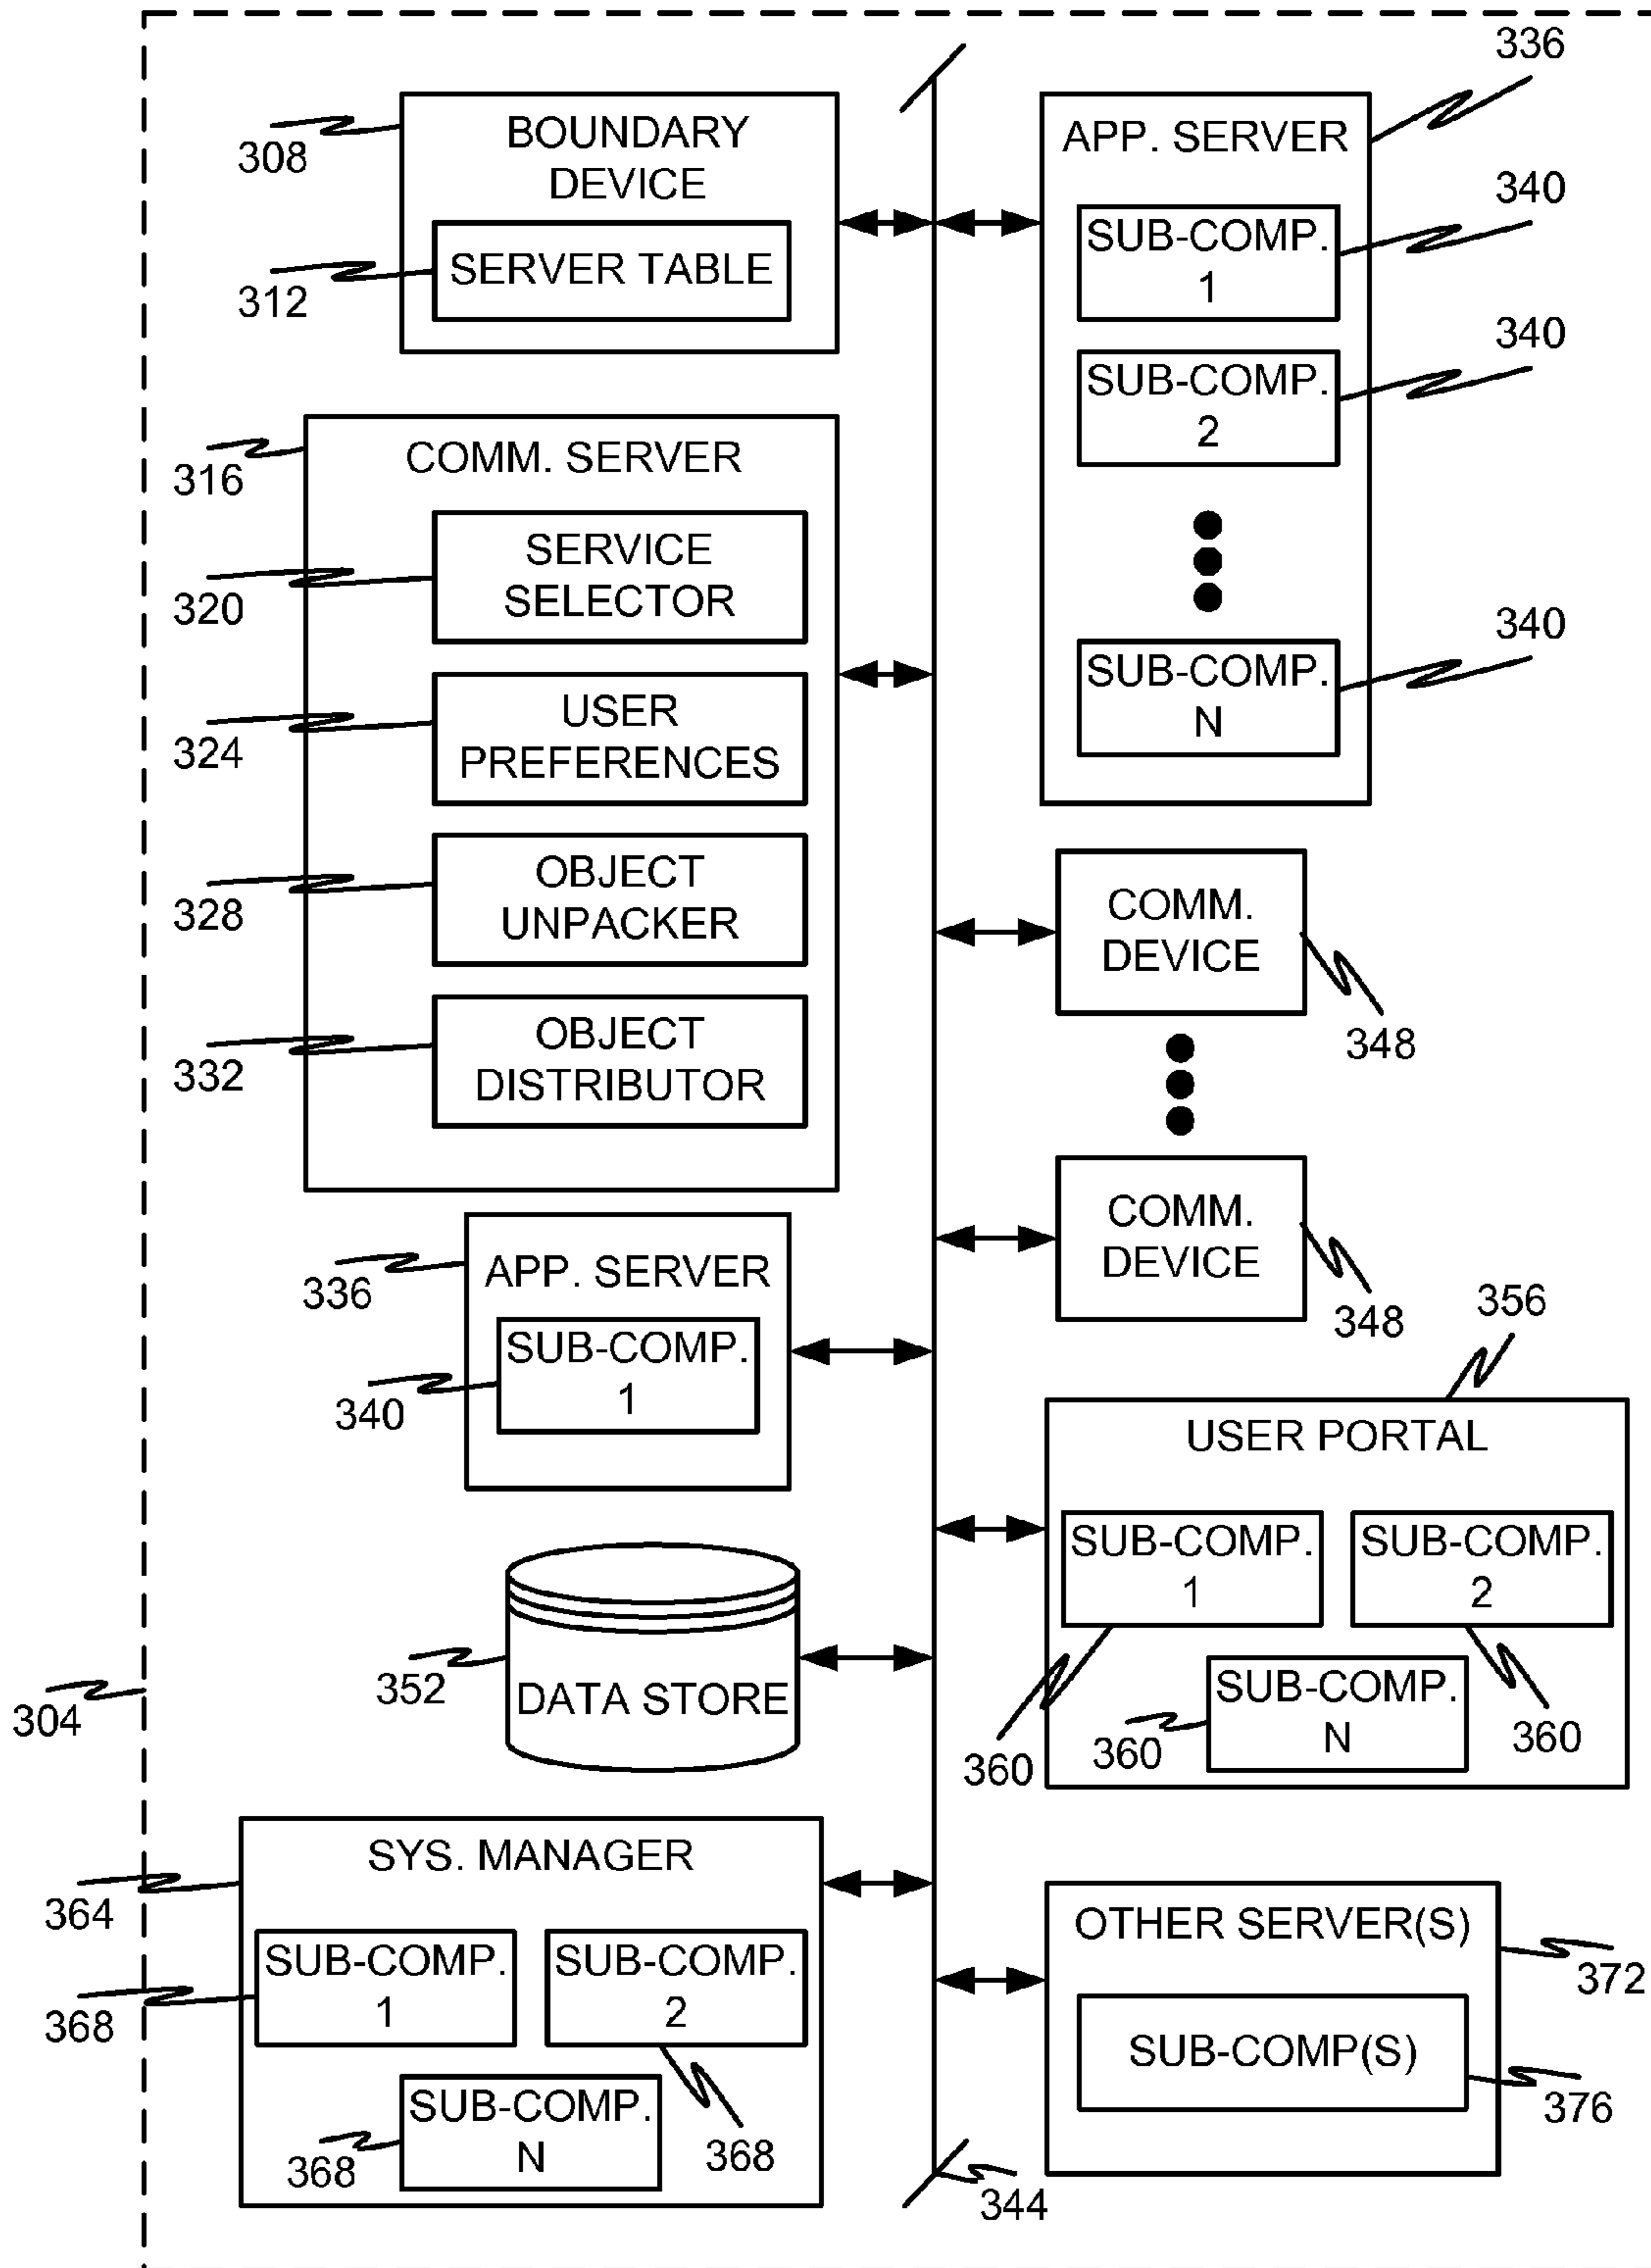 308
BOUNDARY
DEVICE
312
SERVER TABLE
316
COMM. SERVER
320
SERVICE
SELECTOR
324
USER
PREFERENCES
328
OBJECT
UNPACKER
332
OBJECT
DISTRIBUTOR
336
APP. SERVER
340
SUB-COMP.
1
352
DATA STORE
304
364
SYS. MANAGER
368
SUB-COMP.
1
SUB-COMP.
2
368
368
SUB-COMP.
N
344
336
APP. SERVER
340
SUB-COMP.
1
340
SUB-COMP.
2
340
SUB-COMP.
N
COMM.
DEVICE
348
COMM.
DEVICE
348
356
USER PORTAL
SUB-COMP.
1
SUB-COMP.
2
360
360
SUB-COMP.
N
360
OTHER SERVER(S)
372
SUB-COMP(S)
376